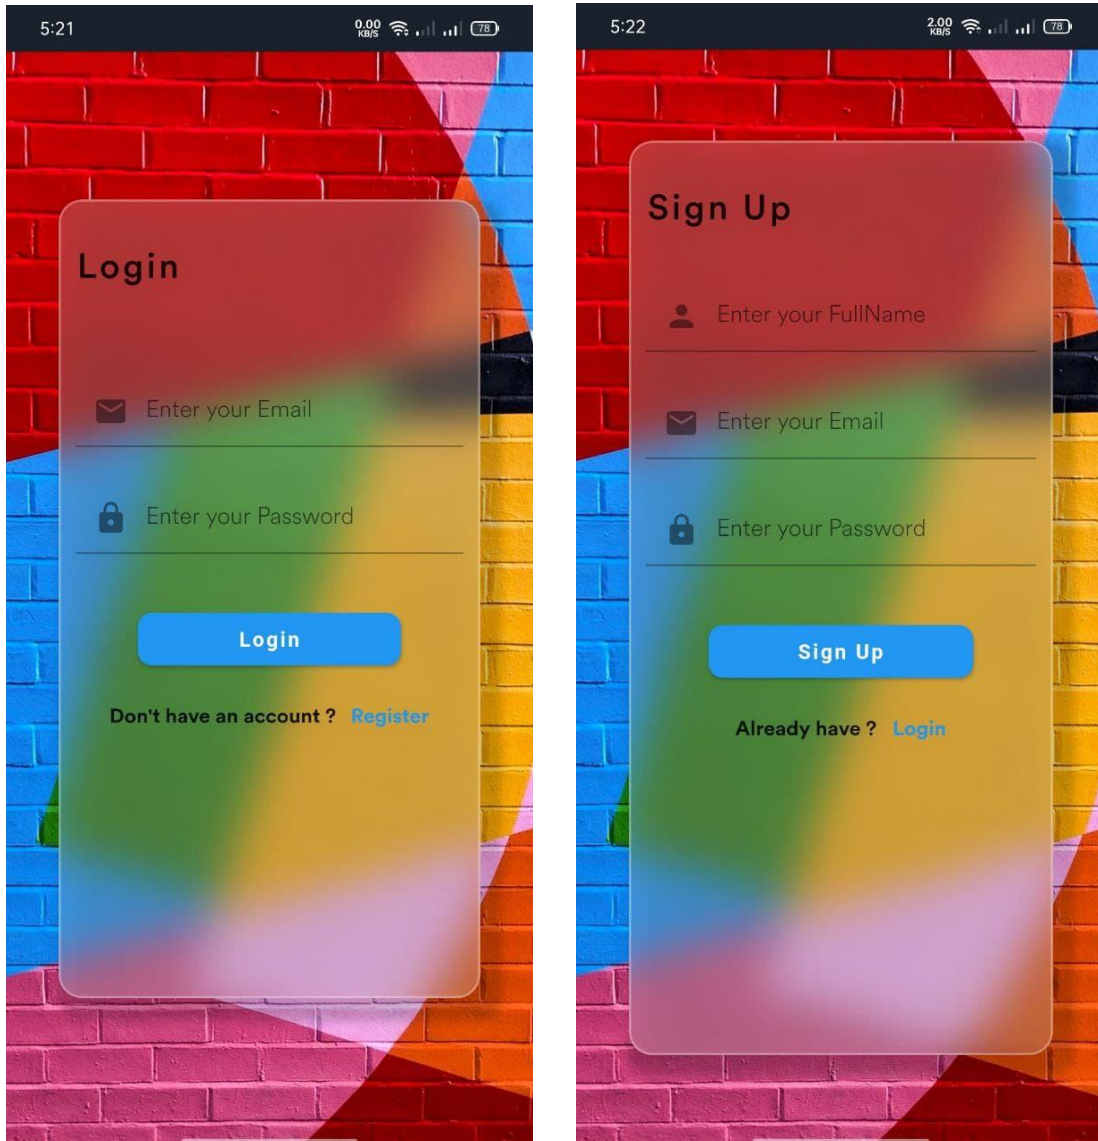 5:21 0.00 KB/S 78
Login
Enter your Email
Enter your Password
Login
Don't have an account ? Register
5:22 2.00 KB/S 78
Sign Up
Enter your FullName
Enter your Email
Enter your Password
Sign Up
Already have ? Login